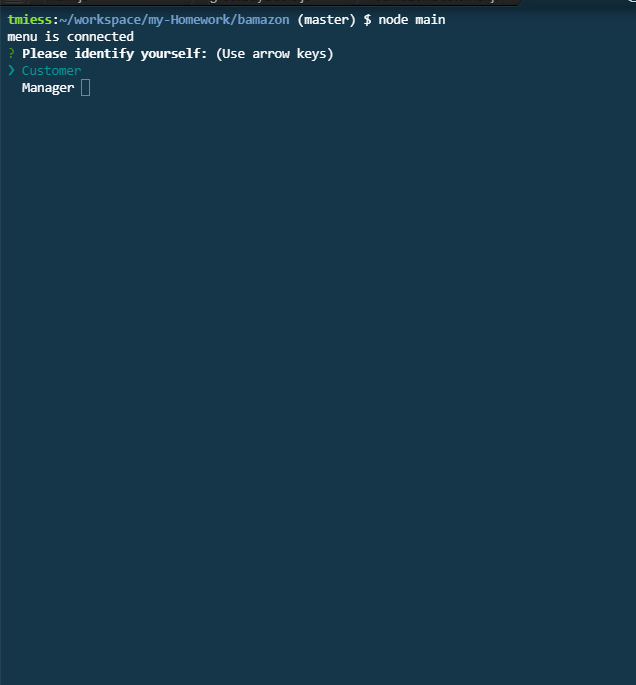 tmiess:~/workspace/my-Homework/bamazon (master) $ node main
menu is connected
? Please identify yourself: (Use arrow keys)
❯ Customer
Manager